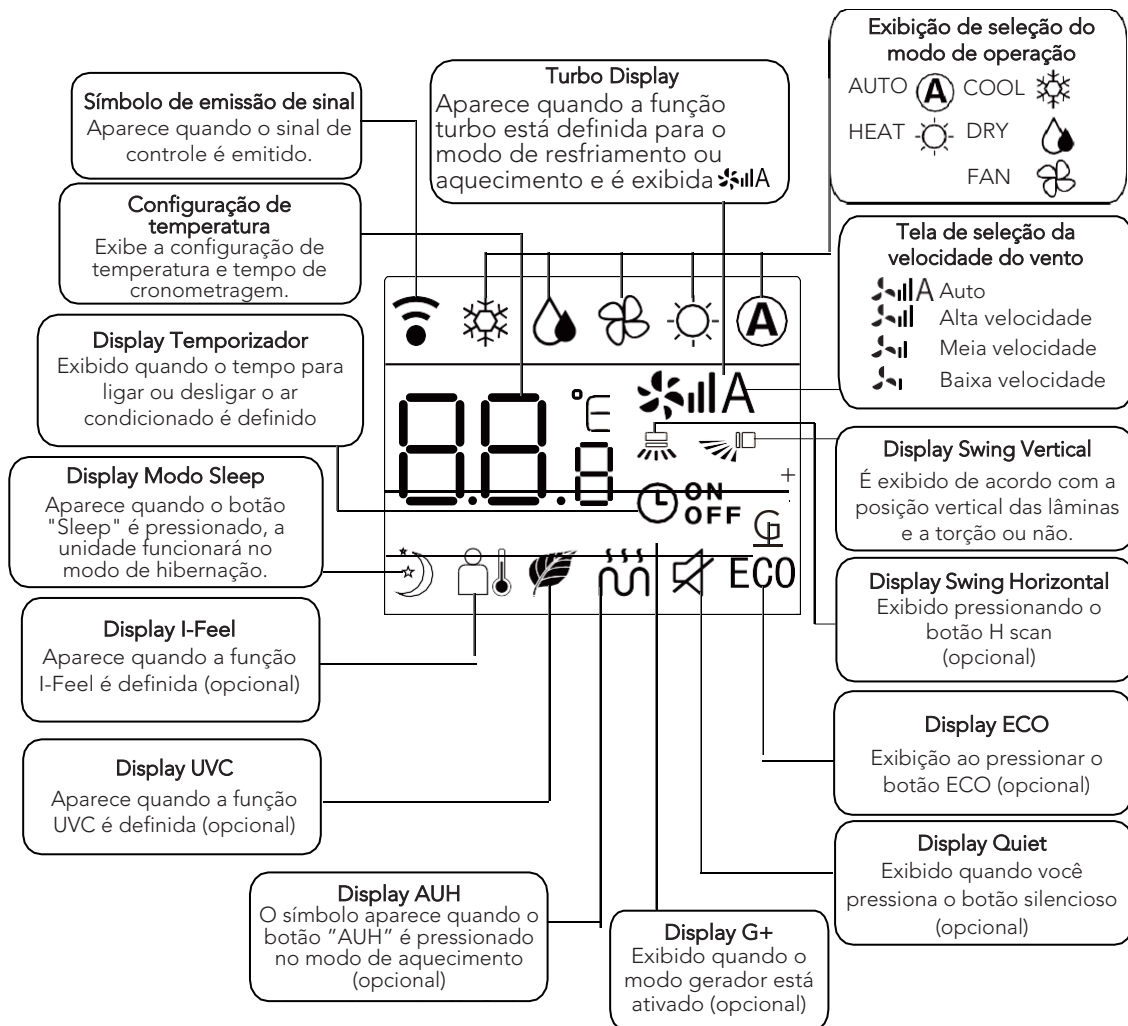 Exibição de seleção do
modo de operação
AUTO A COOL
HEAT DRY
FAN
Turbo Display
Aparece quando a função
turbo está definida para o
modo de resfriamento ou
aquecimento e é exibida A
Símbolo de emissão de sinal
Aparece quando o sinal de
controle é emitido.
Configuração de
temperatura
Exibe a configuração de
temperatura e tempo de
cronometragem.
Tela de seleção da
velocidade do vento
A Auto
Alta velocidade
Meia velocidade
Baixa velocidade
Display Temporizador
Exibido quando o tempo para
ligar ou desligar o ar
condicionado é definido
A
88.8 °E
A
ON
OFF
G+
ECO
Display Modo Sleep
Aparece quando o botão
"Sleep" é pressionado, a
unidade funcionará no
modo de hibernação.
Display Swing Vertical
É exibido de acordo com a
posição vertical das lâminas
e a torção ou não.
Display Swing Horizontal
Exibido pressionando o
botão H scan
(opcional)
Display I-Feel
Aparece quando a função
I-Feel é definida (opcional)
Display ECO
Exibição ao pressionar o
botão ECO (opcional)
Display UVC
Aparece quando a função
UVC é definida (opcional)
Display Quiet
Exibido quando você
pressiona o botão silencioso
(opcional)
Display AUH
O símbolo aparece quando o
botão "AUH" é pressionado
no modo de aquecimento
(opcional)
Display G+
Exibido quando o
modo gerador está
ativado (opcional)